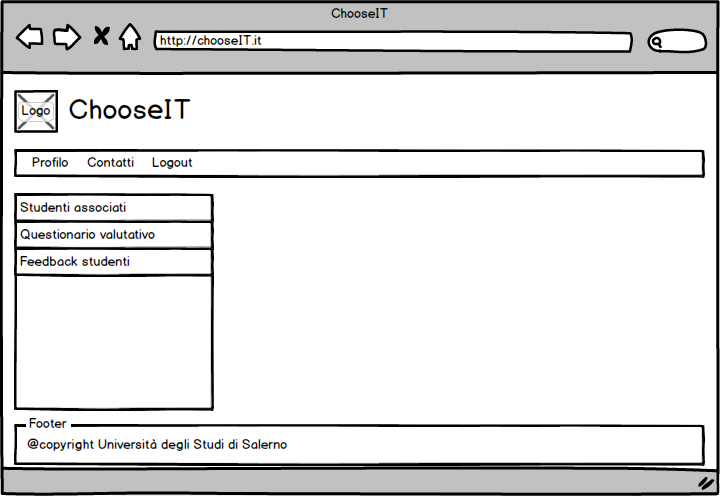 ChooseIT
http://chooseIT.it
Logo
ChooseIT
Profilo Contatti Logout
Studenti associati
Questionario valutativo
Feedback studenti
Footer
@copyright Università degli Studi di Salerno